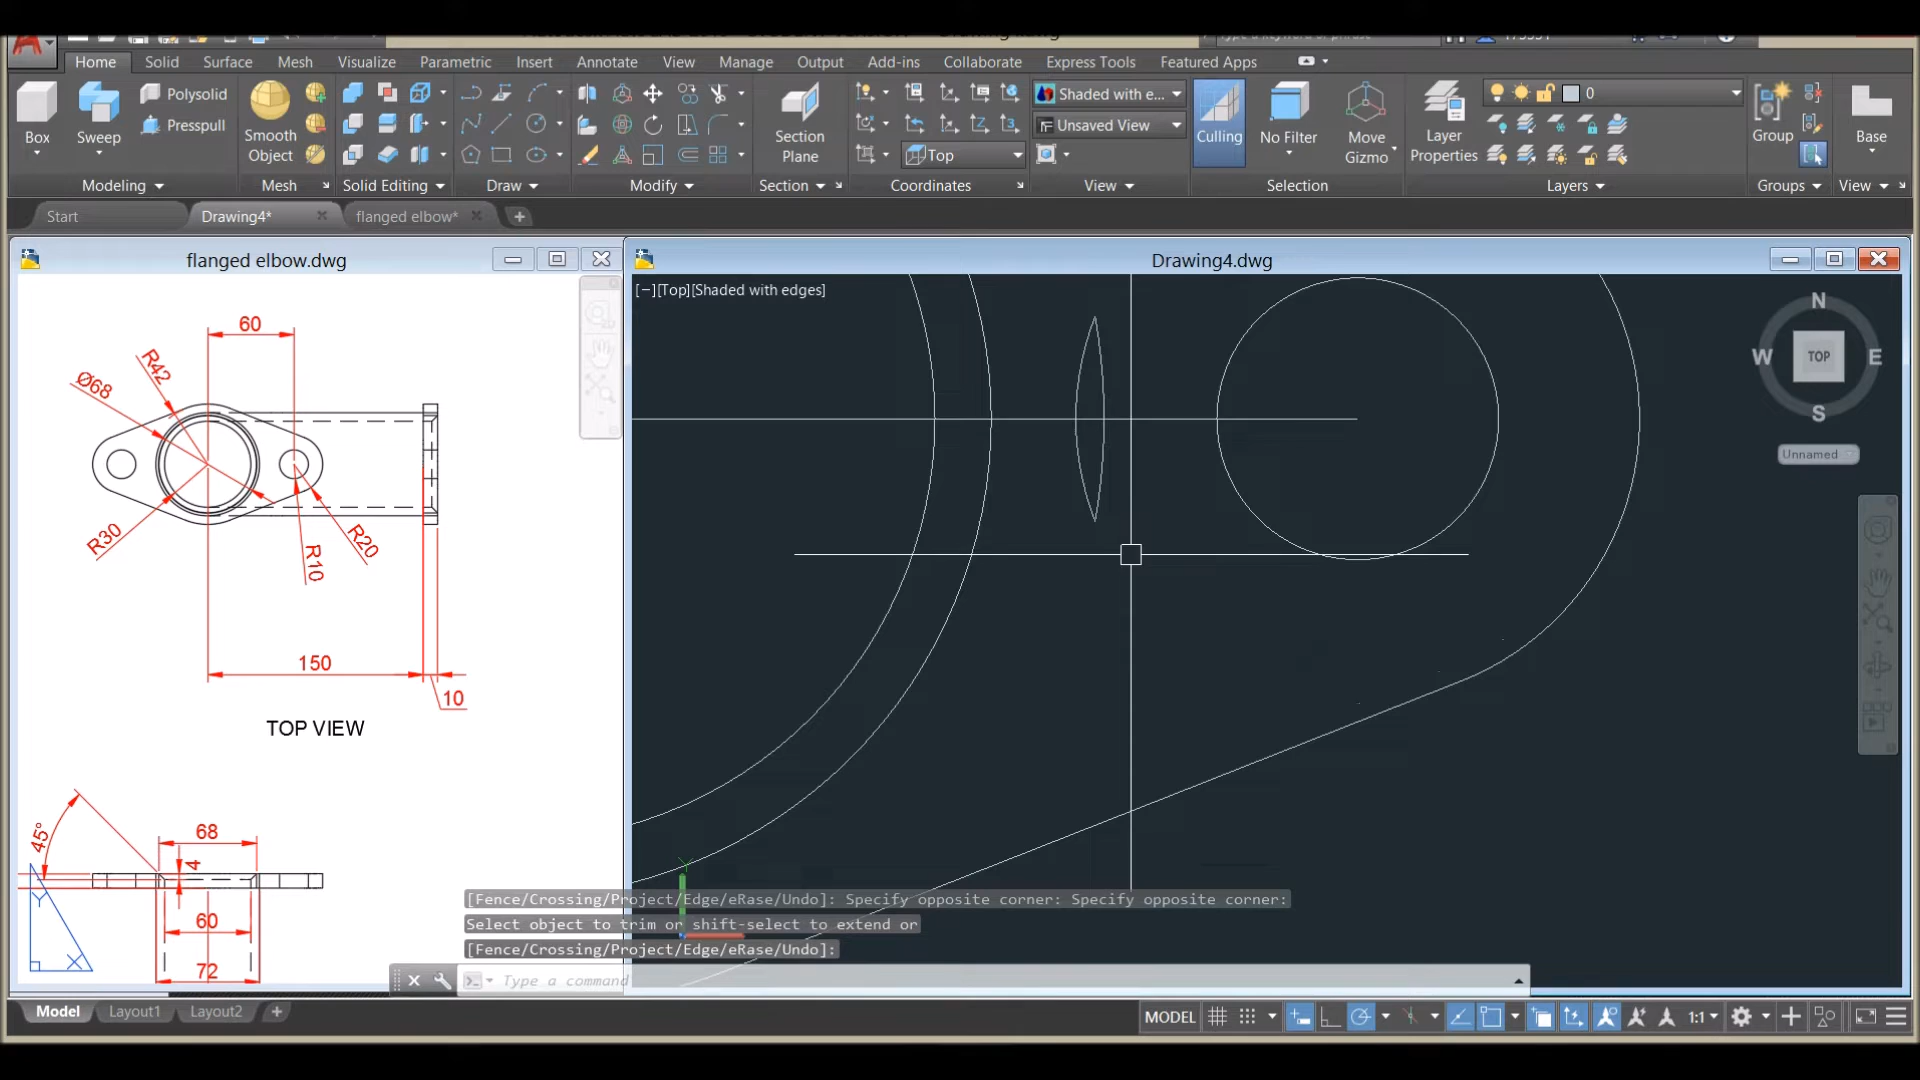 Home Solid Surface Mesh Visualize Parametric Insert Annotate View Manage Output Add-ins Collaborate Express Tools Featured Apps
Box
Sweep
Polysolid
Presspull
Smooth Object
Section Plane
Shaded with e...
Unsaved View
Top
Culling
No Filter
Move Gizmo
Layer Properties
0
Group
Base
Modeling
Mesh
Solid Editing
Draw
Modify
Section
Coordinates
View
Selection
Layers
Groups
View
Start
Drawing4*
flanged elbow*
flanged elbow.dwg
Drawing4.dwg
[−][Top][Shaded with edges]
N
W
TOP
E
S
Unnamed
60
R42
Ø68
R30
R10
R20
150
10
TOP VIEW
45°
68
4
60
72
Y
X
Y
[Fence/Crossing/Project/Edge/eRase/Undo]: Specify opposite corner: Specify opposite corner:
Select object to trim or shift-select to extend or
[Fence/Crossing/Project/Edge/eRase/Undo]:
Type a command
Model
Layout1
Layout2
MODEL
1:1